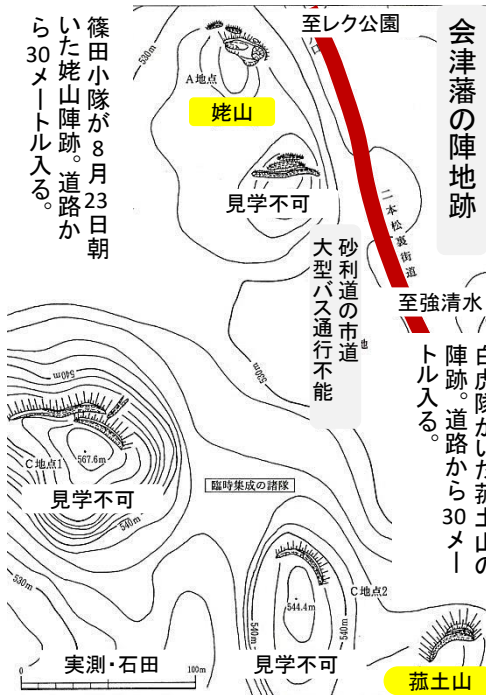 会津藩の陣地跡
至レク公園
篠田小隊が8月23日朝
いた姥山陣跡。道路か
ら30メートル入る。
530m
A地点
姥山
見学不可
二本松裏街道
砂利道の市道
大型バス通行不能
地
至強清水
530m
白虎隊がいた菰土山の
陣跡。道路から30メー
トル入る。
540m
C地点1
567.6m
見学不可
540m
臨時集成の諸隊
530m
C地点2
544.4m
540m
540m
見学不可
実測・石田
0
100m
菰土山